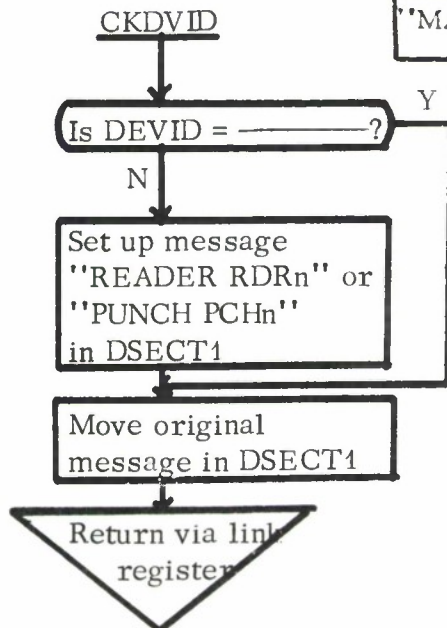 CKDVID
"M
Is DEVID = ————?
Y
N
Set up message
"READER RDRn" or
"PUNCH PCHn"
in DSECT1
Move original
message in DSECT1
Return via link
register